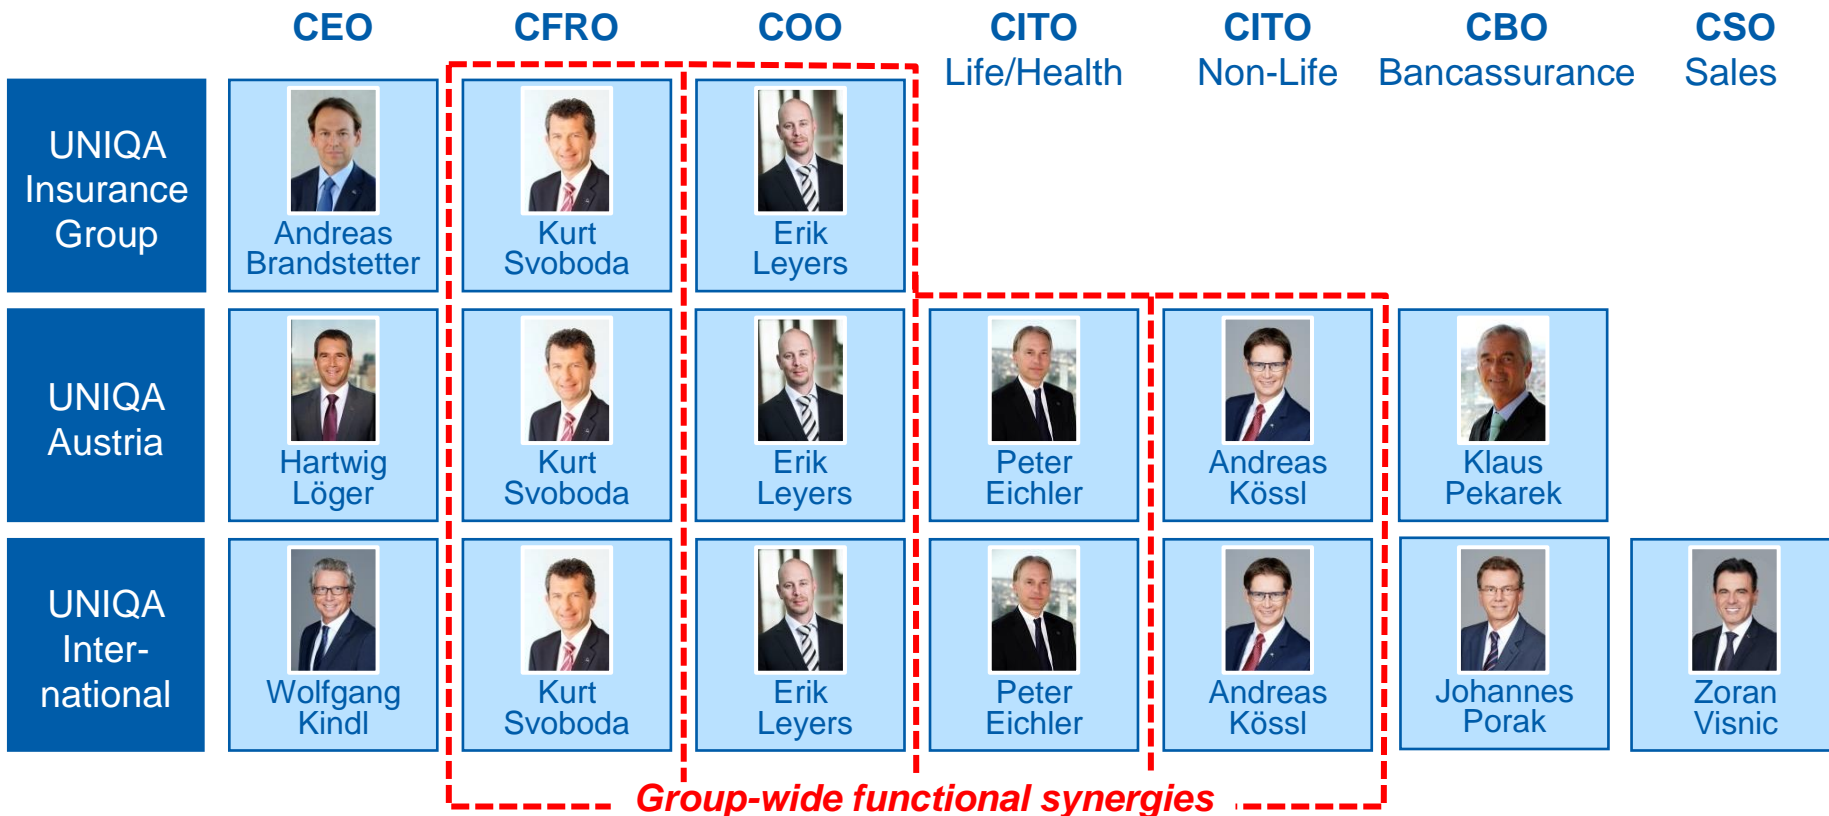 CEO
CFRO
COO
CITO
Life/Health
CITO
Non-Life
CBO
Bancassurance
CSO
Sales
UNIQA
Insurance
Group
Andreas
Brandstetter
Kurt
Svoboda
Erik
Leyers
UNIQA
Austria
Hartwig
Löger
Kurt
Svoboda
Erik
Leyers
Peter
Eichler
Andreas
Kössl
Klaus
Pekarek
UNIQA
Inter-
national
Wolfgang
Kindl
Kurt
Svoboda
Erik
Leyers
Peter
Eichler
Andreas
Kössl
Johannes
Porak
Zoran
Visnic
Group-wide functional synergies